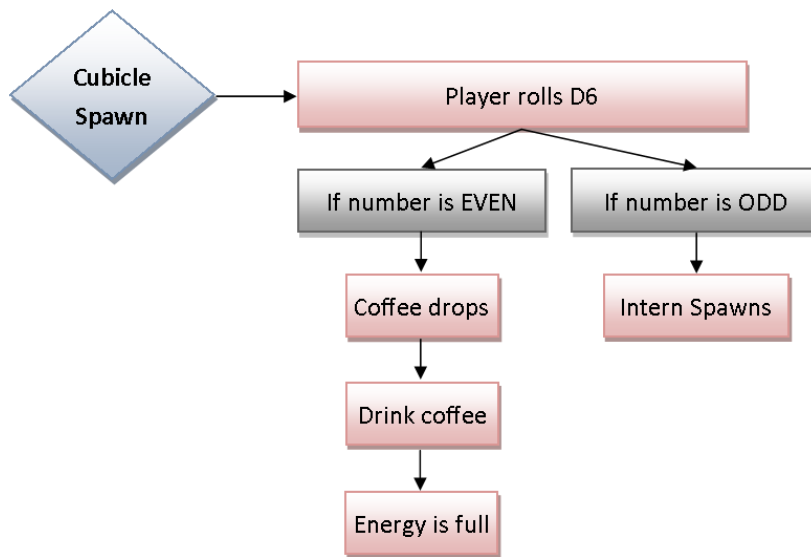 Cubicle
Spawn
Player rolls D6
If number is EVEN
If number is ODD
Coffee drops
Intern Spawns
Drink coffee
Energy is full